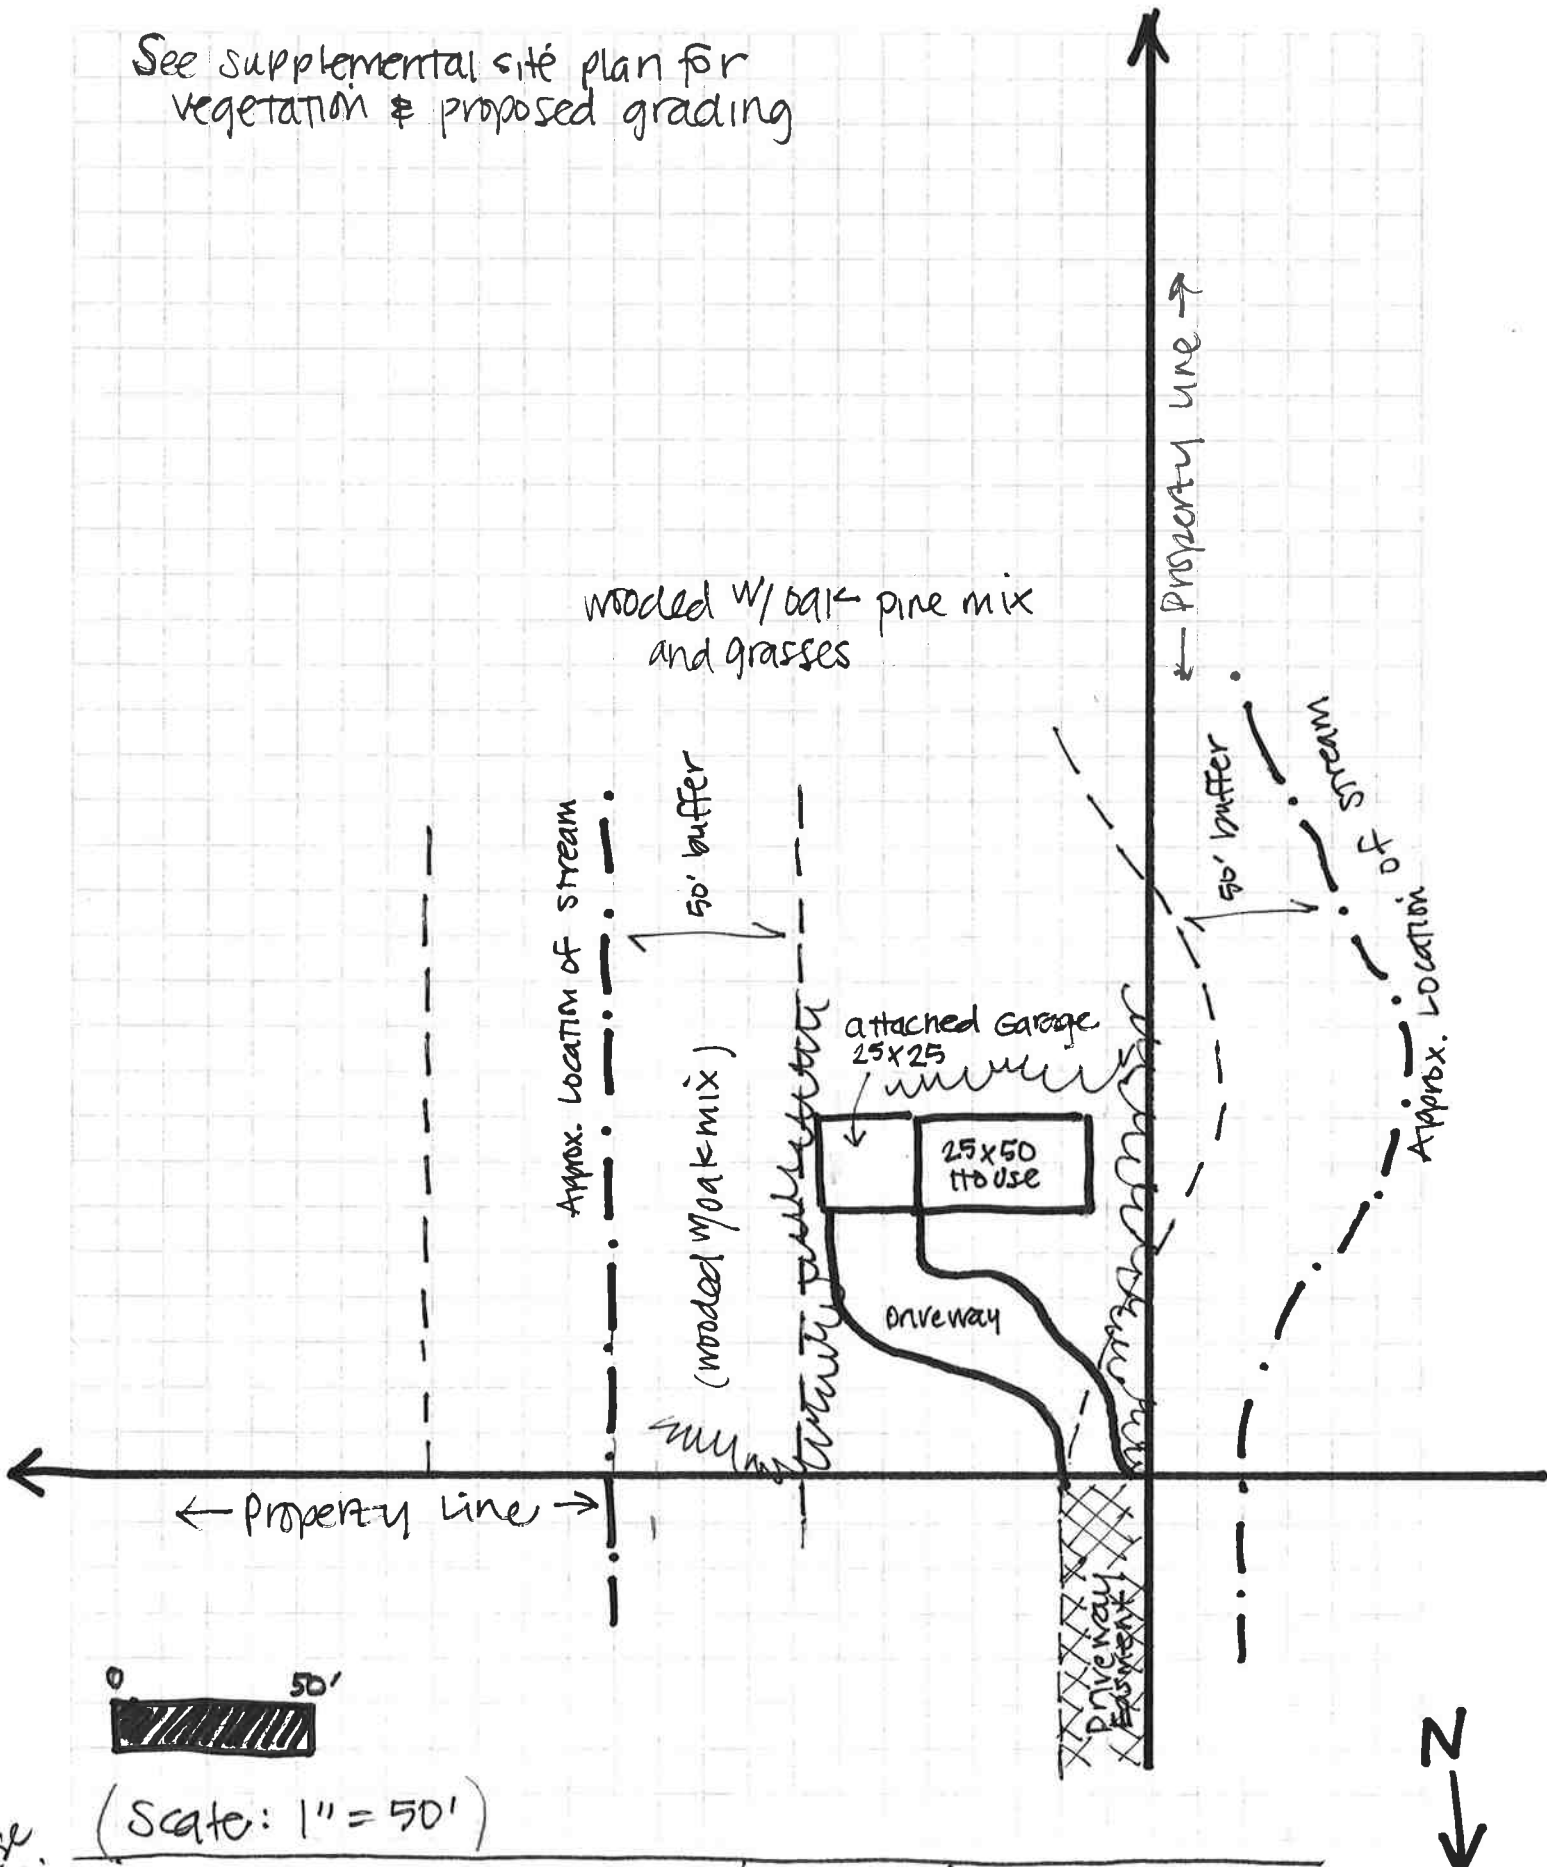 See supplemental site plan for
vegetation & proposed grading
← Property Line →
wooded w/ oak pine mix
and grasses
50' buffer
Approx. Location of stream
50' buffer
Approx. Location of stream
(wooded w/oak mix)
attached Garage
25x25
25x50
House
Driveway
← Property Line →
Driveway
Easment
0 50'
(Scale: 1" = 50')
N